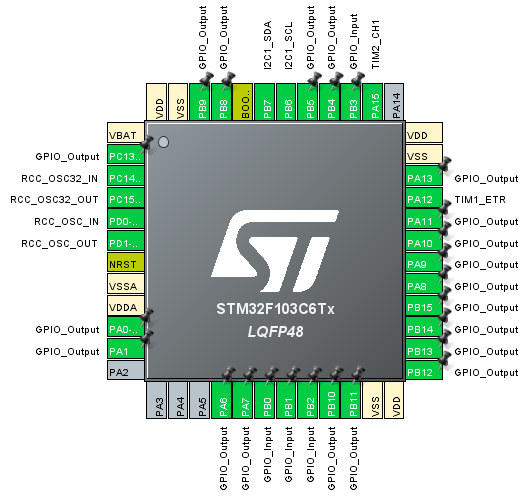 GPIO_Output
GPIO_Output
I2C1_SDA
I2C1_SCL
GPIO_Output
GPIO_Output
GPIO_Input
TIM2_CH1
VDD
VSS
PB9
PB8
BOO..
PB7
PB6
PB5
PB4
PB3
PA15
PA14
VBAT
GPIO_Output PC13..
RCC_OSC32_IN PC14..
RCC_OSC32_OUT PC15..
RCC_OSC_IN PD0-..
RCC_OSC_OUT PD1-..
NRST
VSSA
VDDA
GPIO_Output PA0-..
GPIO_Output PA1
PA2
ST
STM32F103C6Tx
LQFP48
VDD
VSS
PA13 GPIO_Output
PA12 TIM1_ETR
PA11 GPIO_Output
PA10 GPIO_Output
PA9 GPIO_Output
PA8 GPIO_Output
PB15 GPIO_Output
PB14 GPIO_Output
PB13 GPIO_Output
PB12 GPIO_Output
PA3
PA4
PA5
PA6
PA7
PB0
PB1
PB2
PB10
PB11
VSS
VDD
GPIO_Output
GPIO_Output
GPIO_Input
GPIO_Input
GPIO_Input
GPIO_Output
GPIO_Output